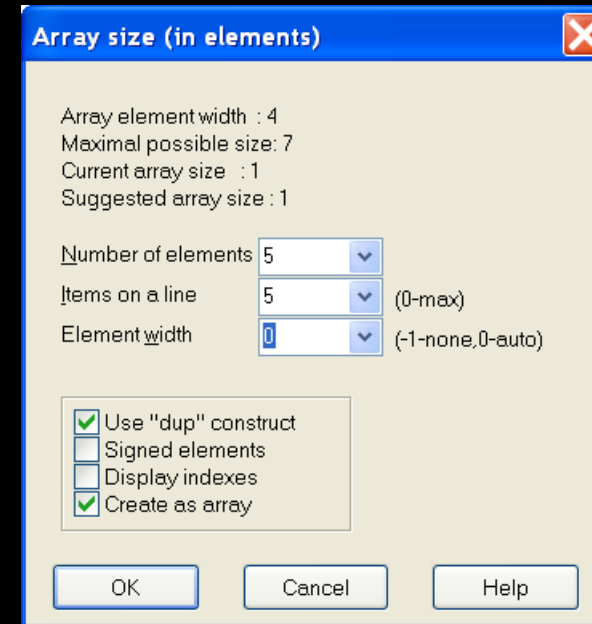 Array size (in elements)
Array element width : 4
Maximal possible size: 7
Current array size : 1
Suggested array size : 1
Number of elements 5
Items on a line 5 (0-max)
Element width 0 (-1-none,0-auto)
Use "dup" construct
Signed elements
Display indexes
Create as array
OK Cancel Help